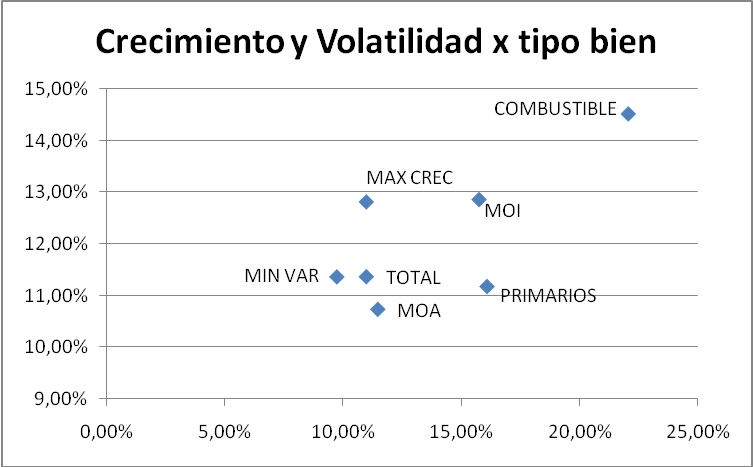 Crecimiento y Volatilidad x tipo bien
15,00%
COMBUSTIBLE
14,00%
MAX CREC
13,00%
MOI
12,00%
MIN VAR
TOTAL
11,00%
PRIMARIOS
MOA
10,00%
9,00%
0,00% 5,00% 10,00% 15,00% 20,00% 25,00%